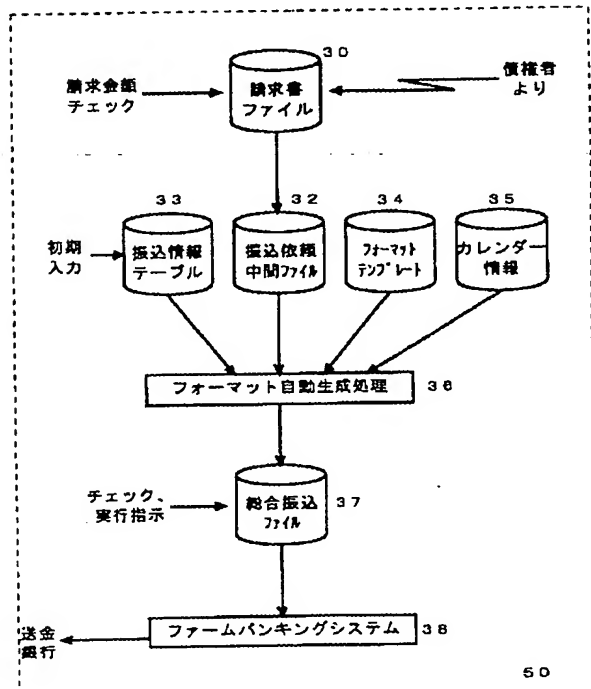 30
請求金額
チェック
請求書
ファイル
債権者
より
33
32
34
35
初期
入力
振込情報
テーブル
振込依頼
中間ファイル
フォーマット
テンプレート
カレンダー
情報
フォーマット自動生成処理
36
チェック、
実行指示
総合振込
ファイル
37
送金
銀行
ファームバンキングシステム
38
50